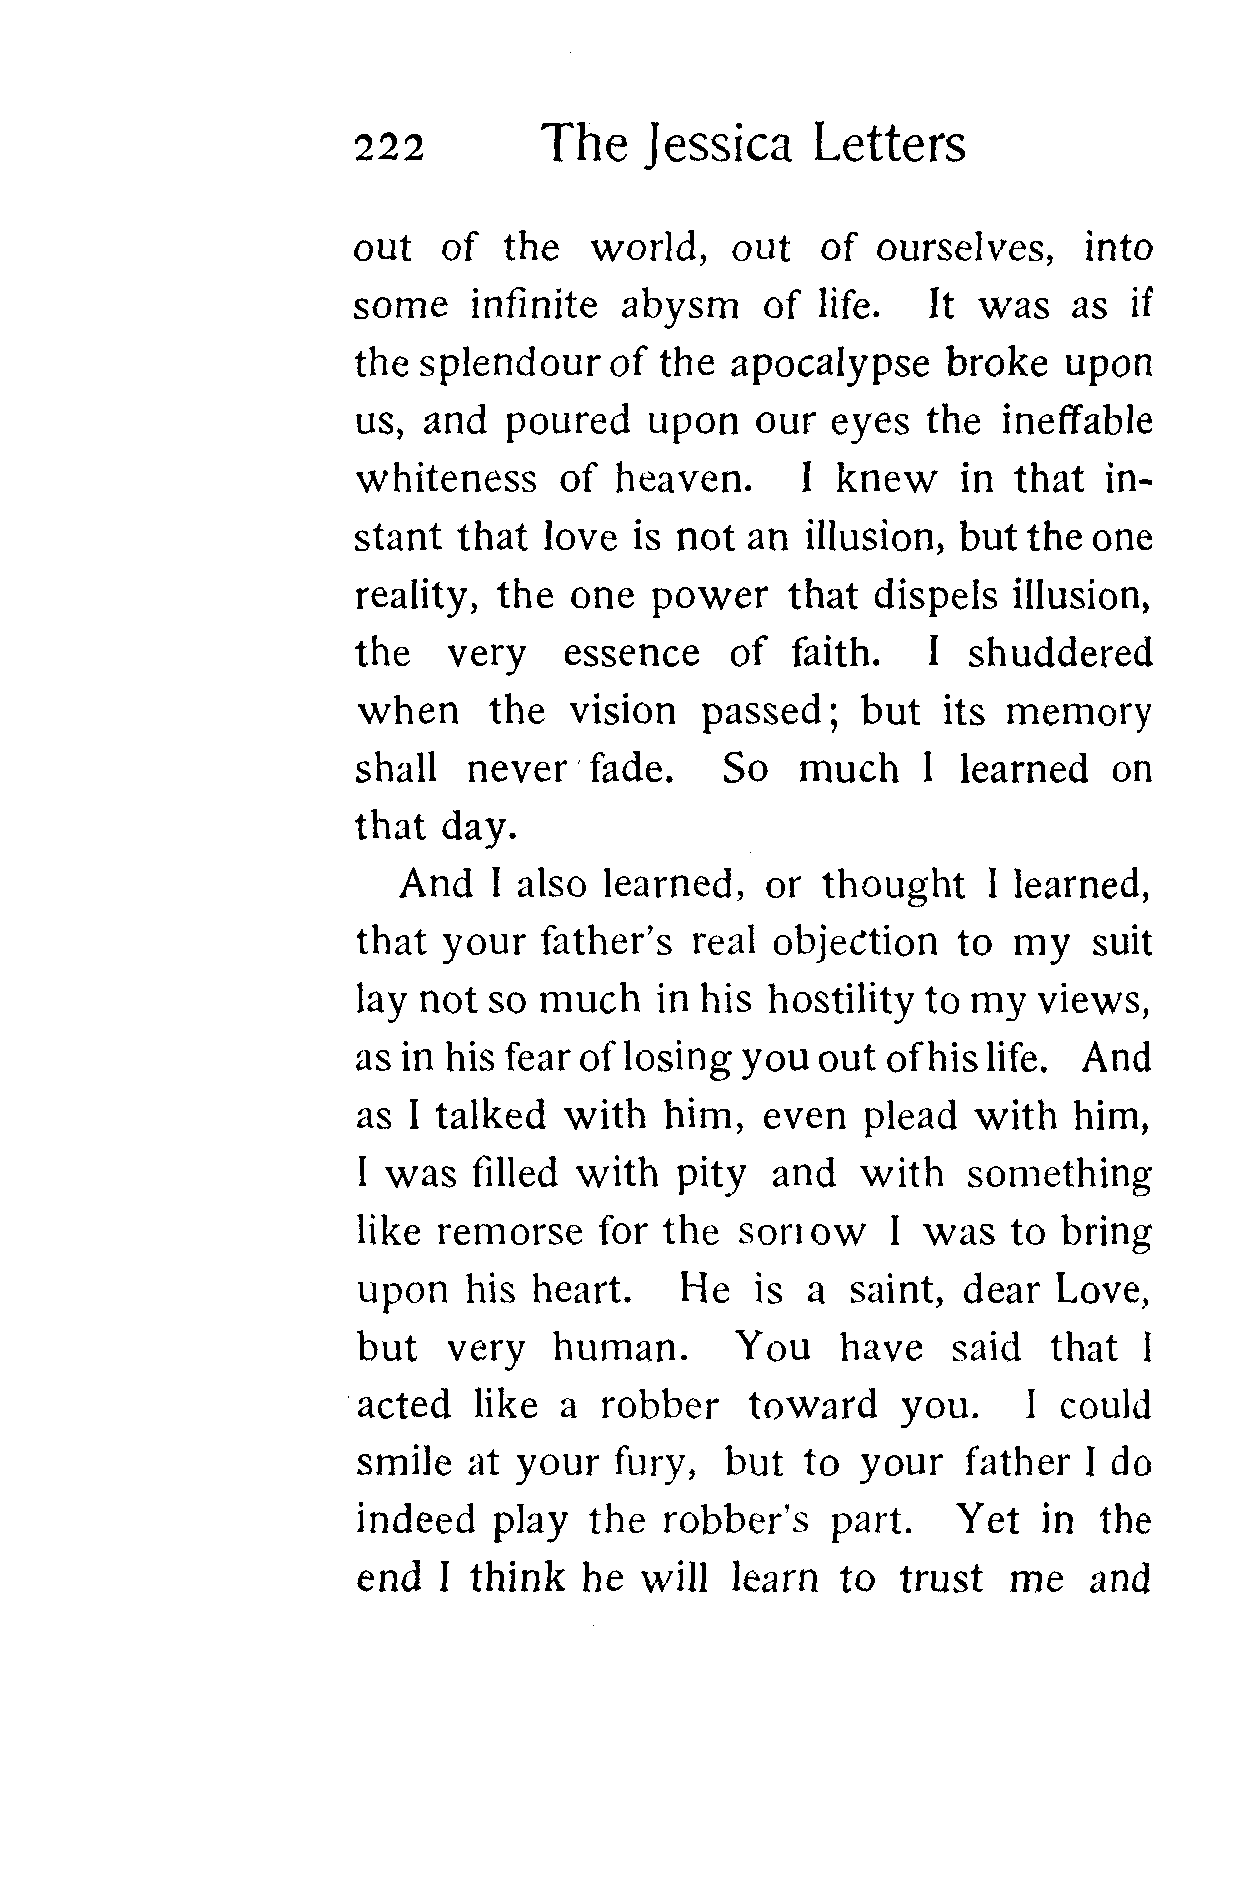 222 The Jessica Letters
out of the world, out of ourselves, into
some infinite abysm of life. It was as if
the splendour of the apocalypse broke upon
us, and poured upon our eyes the ineffable
whiteness of heaven. I knew in that in-
stant that love is not an illusion, but the one
reality, the one power that dispels illusion,
the very essence of faith. I shuddered
when the vision passed; but its memory
shall never fade. So much I learned on
that day.
And I also learned, or thought I learned,
that your father's real objection to my suit
lay not so much in his hostility to my views,
as in his fear of losing you out of his life. And
as I talked with him, even plead with him,
I was filled with pity and with something
like remorse for the sorrow I was to bring
upon his heart. He is a saint, dear Love,
but very human. You have said that I
acted like a robber toward you. I could
smile at your fury, but to your father I do
indeed play the robber's part. Yet in the
end I think he will learn to trust me and